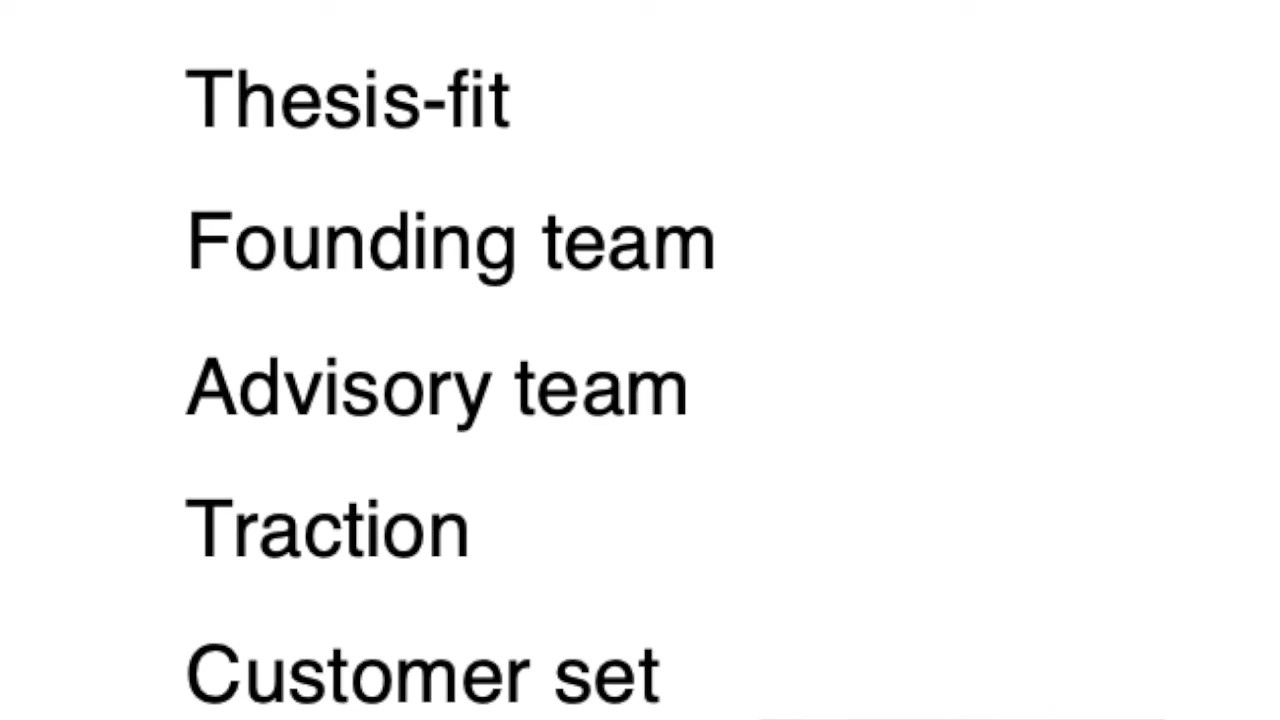 Thesis-fit
Founding team
Advisory team
Traction
Customer set